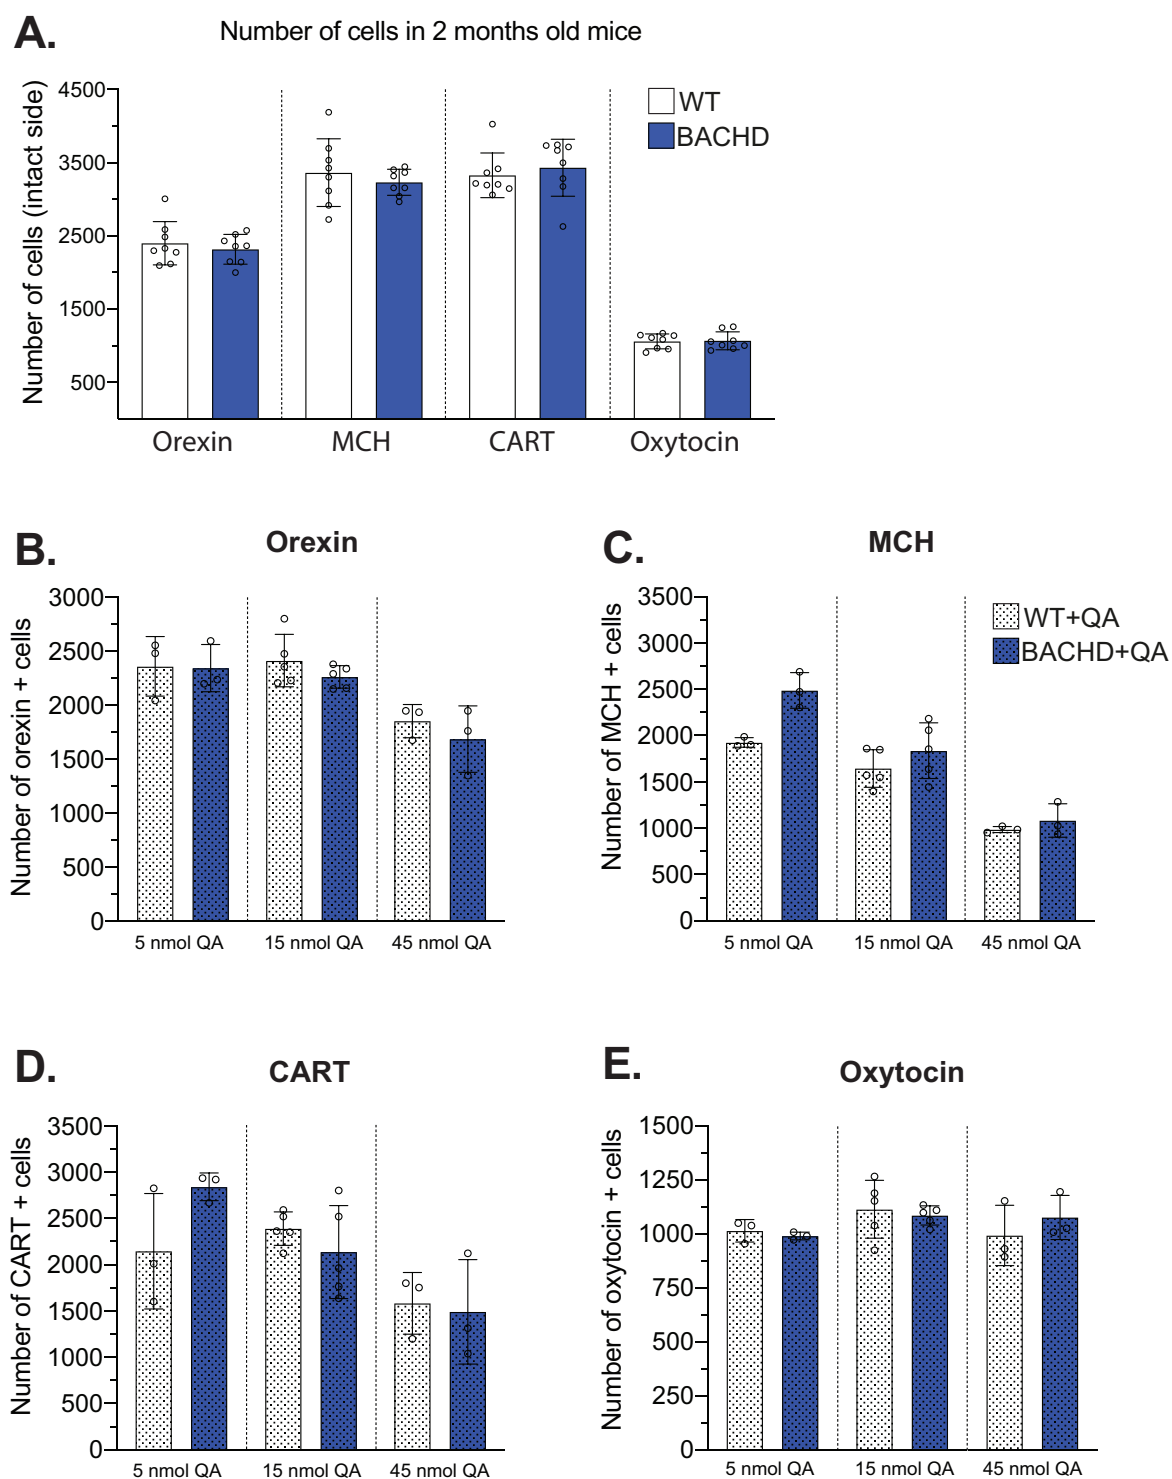 A.
Number of cells in 2 months old mice
Number of cells (intact side)
4500
3500
2500
1500
500
WT
BACHD
Orexin
MCH
CART
Oxytocin
B.
Orexin
Number of orexin + cells
3000
2500
2000
1500
1000
500
0
5 nmol QA
15 nmol QA
45 nmol QA
C.
MCH
Number of MCH + cells
3500
3000
2500
2000
1500
1000
500
0
WT+QA
BACHD+QA
5 nmol QA
15 nmol QA
45 nmol QA
D.
CART
Number of CART + cells
3500
3000
2500
2000
1500
1000
500
0
5 nmol QA
15 nmol QA
45 nmol QA
E.
Oxytocin
Number of oxytocin + cells
1500
1250
1000
750
500
250
0
5 nmol QA
15 nmol QA
45 nmol QA